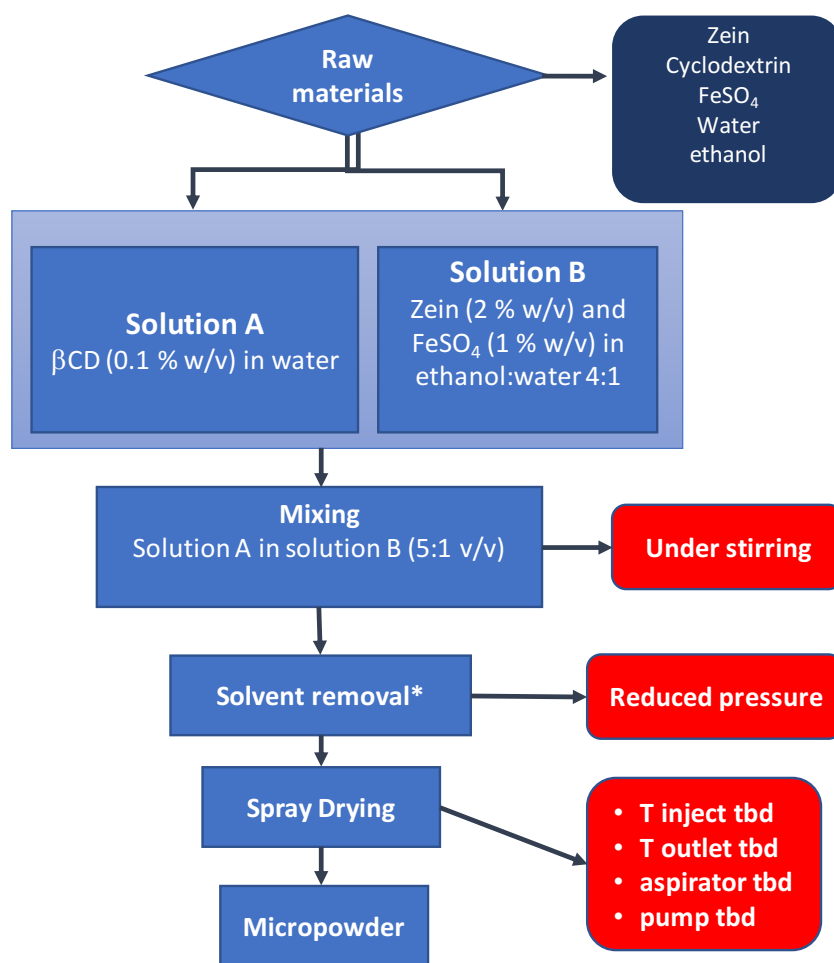 Raw
materials
Zein
Cyclodextrin
FeSO₄
Water
ethanol
Solution A
βCD (0.1 % w/v) in water
Solution B
Zein (2 % w/v) and
FeSO₄ (1 % w/v) in
ethanol:water 4:1
Mixing
Solution A in solution B (5:1 v/v)
Under stirring
Solvent removal*
Reduced pressure
Spray Drying
• T inject tbd
• T outlet tbd
• aspirator tbd
• pump tbd
Micropowder